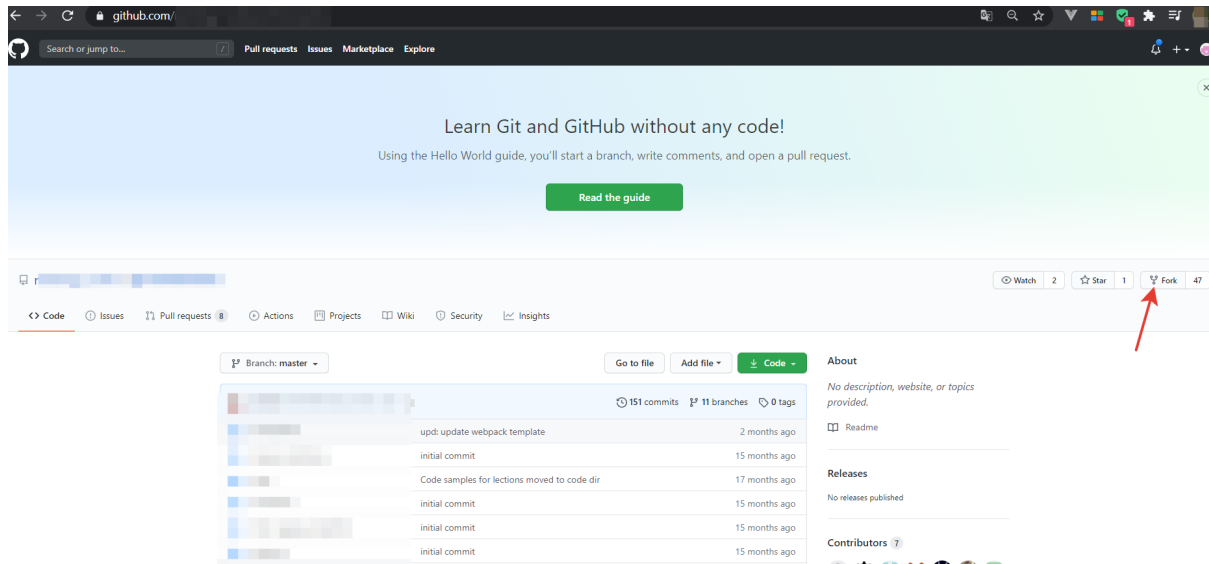 github.com/
Search or jump to... / Pull requests Issues Marketplace Explore
Learn Git and GitHub without any code!
Using the Hello World guide, you'll start a branch, write comments, and open a pull request.
Read the guide
Watch 2 Star 1 Fork 47
<> Code Issues Pull requests 8 Actions Projects Wiki Security Insights
Branch: master Go to file Add file Code About
No description, website, or topics
provided.
151 commits 11 branches 0 tags
upd: update webpack template 2 months ago Readme
initial commit 15 months ago
Releases
Code samples for lections moved to code dir 17 months ago
No releases published
initial commit 15 months ago
initial commit 15 months ago
Contributors 7
initial commit 15 months ago